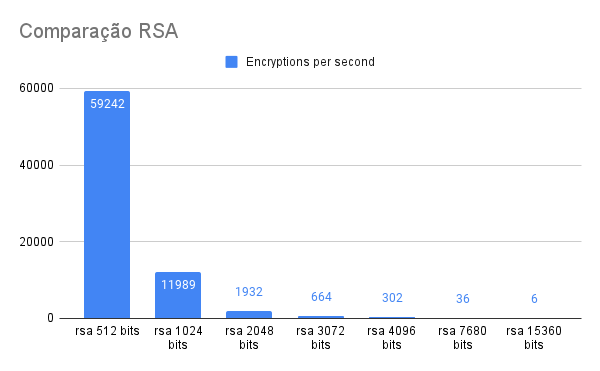 Comparação RSA
Encryptions per second
60000
59242
40000
20000
11989
1932
664
302
36
6
0
rsa 512 bits
rsa 1024
bits
rsa 2048
bits
rsa 3072
bits
rsa 4096
bits
rsa 7680
bits
rsa 15360
bits